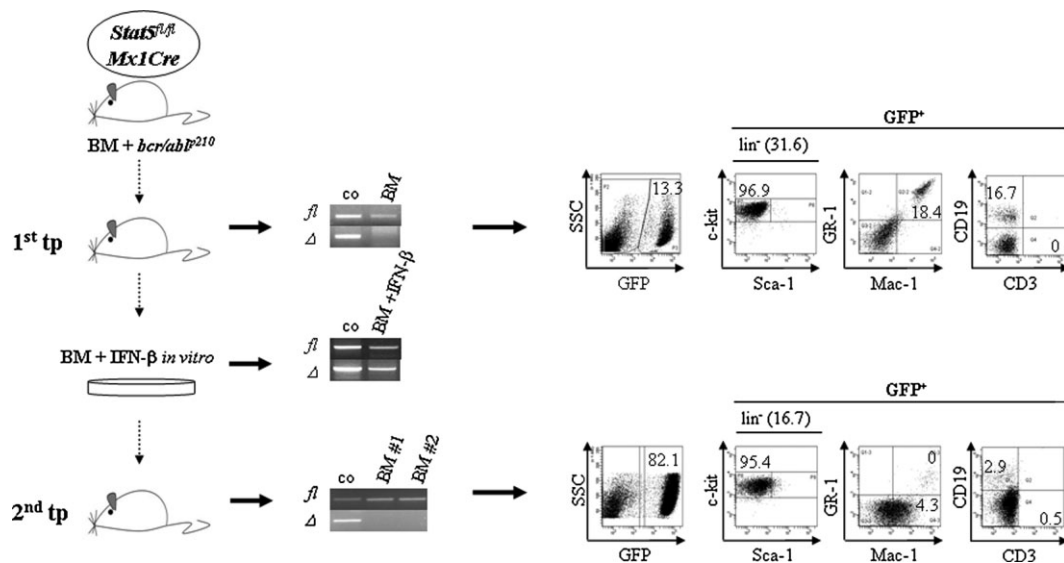 Stat5fl/fl
Mx1Cre
BM + bcr/ablp210
1st tp
BM + IFN-β in vitro
2nd tp
co BM
fl
Δ
co BM +IFN-β
fl
Δ
co BM #1 BM #2
fl
Δ
GFP+
lin- (31.6)
13.3
SSC
GFP
96.9
c-kit
Sca-1
18.4
GR-1
Mac-1
16.7
0
CD19
CD3
GFP+
lin- (16.7)
82.1
SSC
GFP
95.4
c-kit
Sca-1
0
4.3
GR-1
Mac-1
2.9
0.5
CD19
CD3